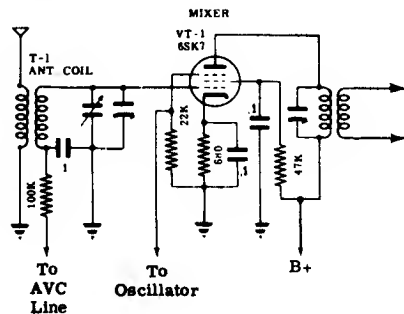 MIXER
VT-1
6SK7
T-1
ANT. COIL
22K
.1
.1
680
47K
.1
100K
To
AVC
Line
To
Oscillator
B+